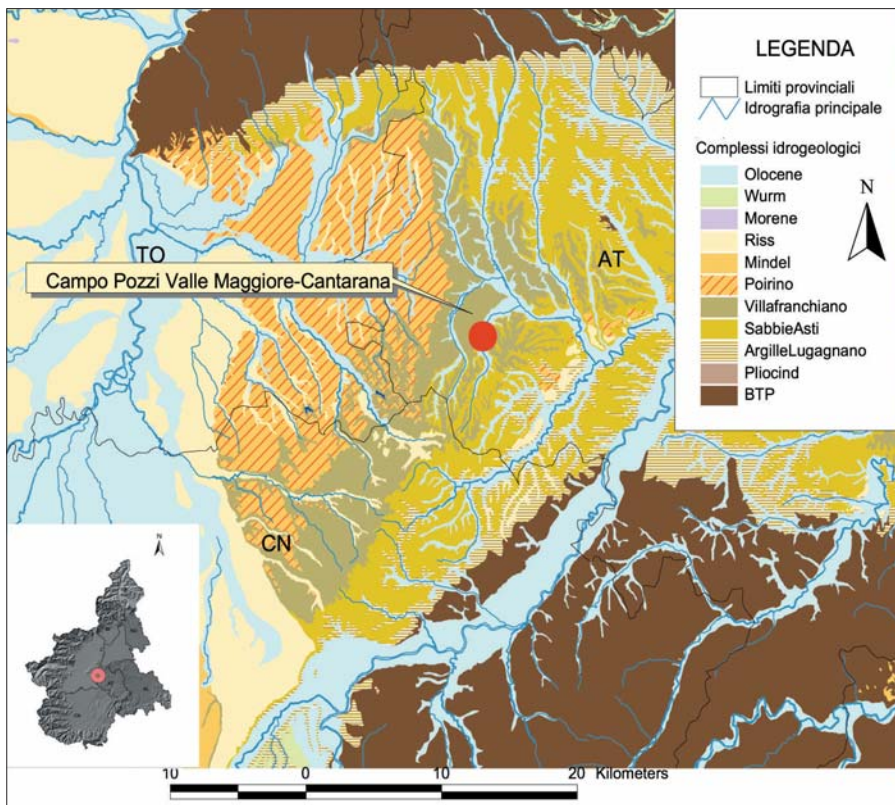 LEGENDA
Limiti provinciali
Idrografia principale
Complessi idrogeologici
Olocene
Wurm
Morene
Riss
Mindel
Poirino
Villafranchiano
SabbieAsti
ArgilleLugagnano
Pliocind
BTP
N
TO
Campo Pozzi Valle Maggiore-Cantarana
AT
CN
N
10 0 10 20 Kilometers